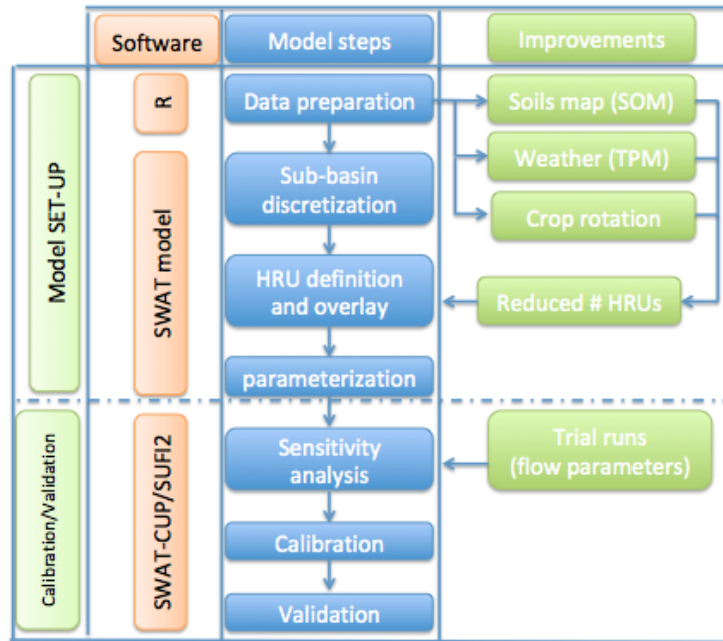 Software
Model steps
Improvements
Model SET-UP
R
Data preparation
Soils map (SOM)
Weather (TPM)
Crop rotation
SWAT model
Sub-basin
discretization
HRU definition
and overlay
Reduced # HRUs
parameterization
Calibration/Validation
SWAT-CUP/SUFI2
Sensitivity
analysis
Trial runs
(flow parameters)
Calibration
Validation